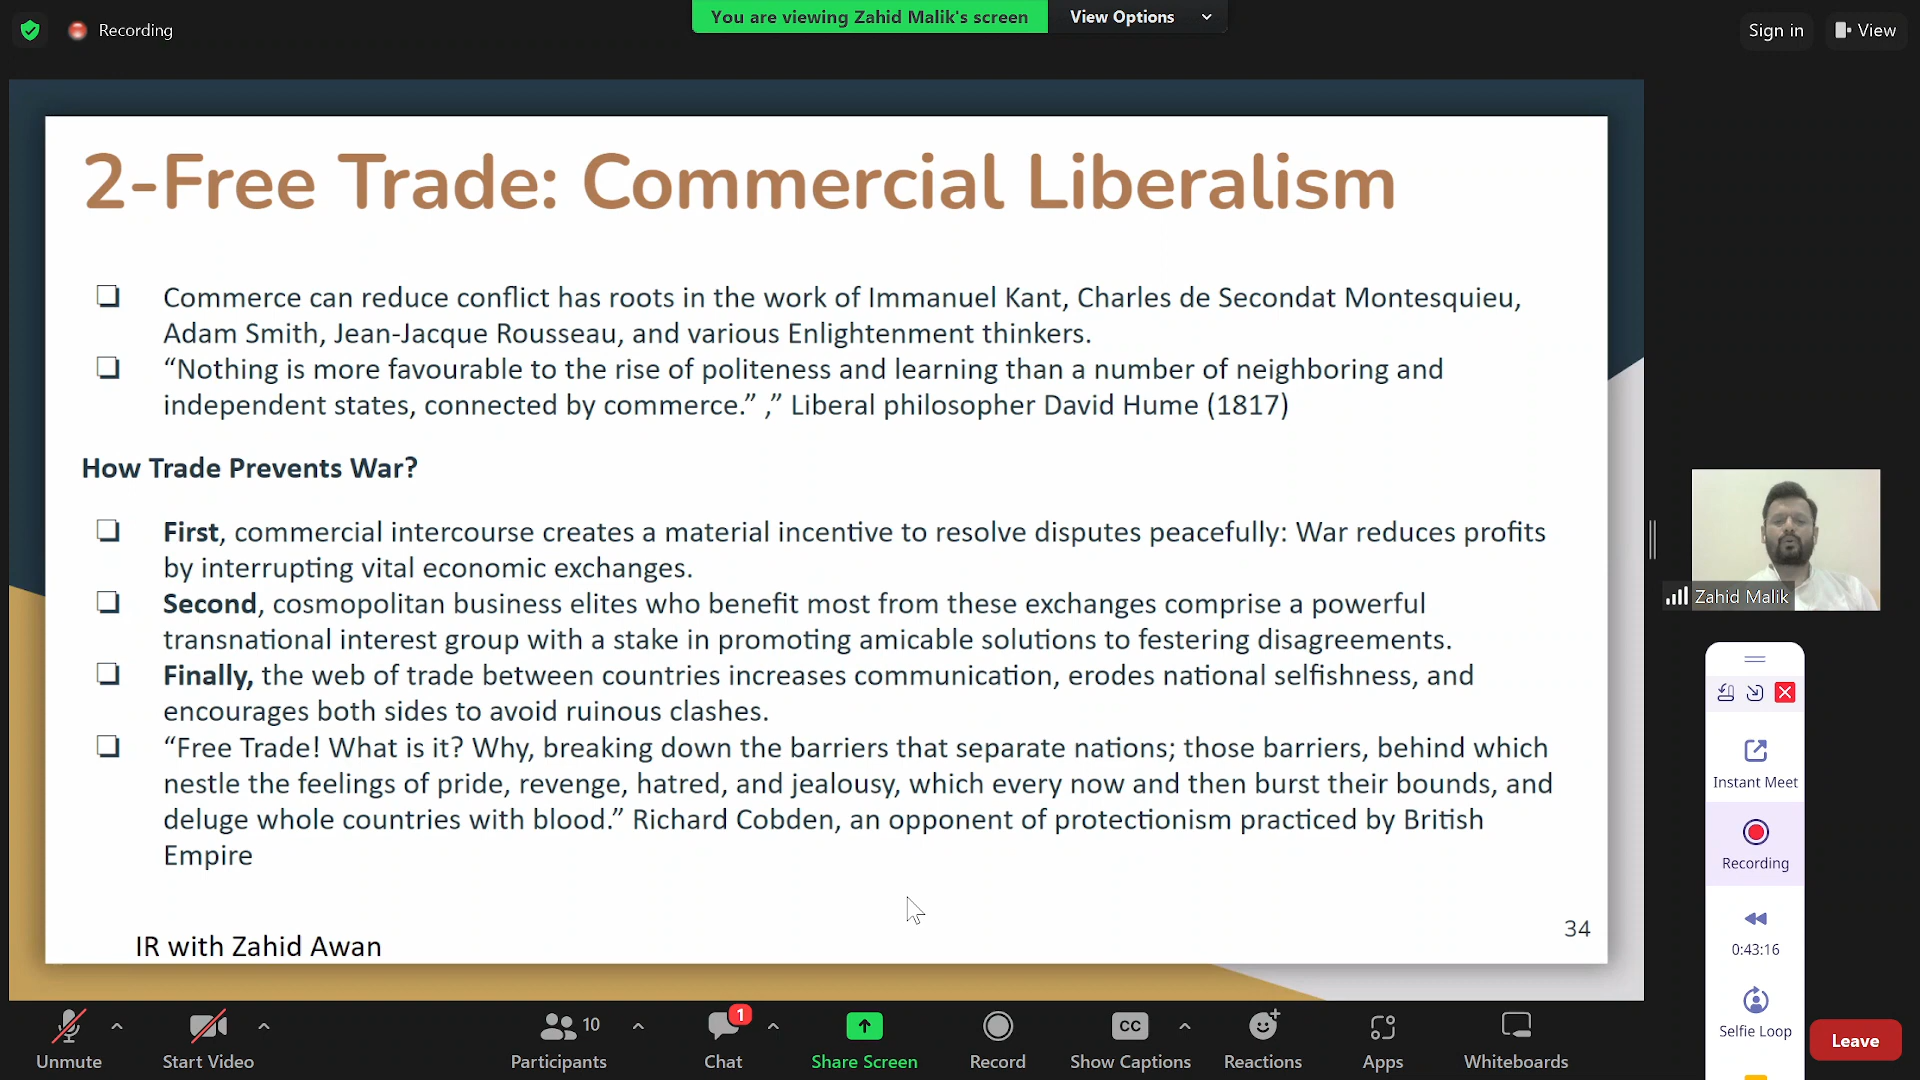 Recording
You are viewing Zahid Malik's screen
View Options
Sign in
View
2-Free Trade: Commercial Liberalism
❏ Commerce can reduce conflict has roots in the work of Immanuel Kant, Charles de Secondat Montesquieu,
Adam Smith, Jean-Jacque Rousseau, and various Enlightenment thinkers.
❏ “Nothing is more favourable to the rise of politeness and learning than a number of neighboring and
independent states, connected by commerce.” ,” Liberal philosopher David Hume (1817)
How Trade Prevents War?
❏ First, commercial intercourse creates a material incentive to resolve disputes peacefully: War reduces profits
by interrupting vital economic exchanges.
❏ Second, cosmopolitan business elites who benefit most from these exchanges comprise a powerful
transnational interest group with a stake in promoting amicable solutions to festering disagreements.
❏ Finally, the web of trade between countries increases communication, erodes national selfishness, and
encourages both sides to avoid ruinous clashes.
❏ “Free Trade! What is it? Why, breaking down the barriers that separate nations; those barriers, behind which
nestle the feelings of pride, revenge, hatred, and jealousy, which every now and then burst their bounds, and
deluge whole countries with blood.” Richard Cobden, an opponent of protectionism practiced by British
Empire
34
IR with Zahid Awan
Zahid Malik
Instant Meet
Recording
0:43:16
Selfie Loop
Unmute
Start Video
10
Participants
1
Chat
Share Screen
Record
CC
Show Captions
Reactions
Apps
Whiteboards
Leave